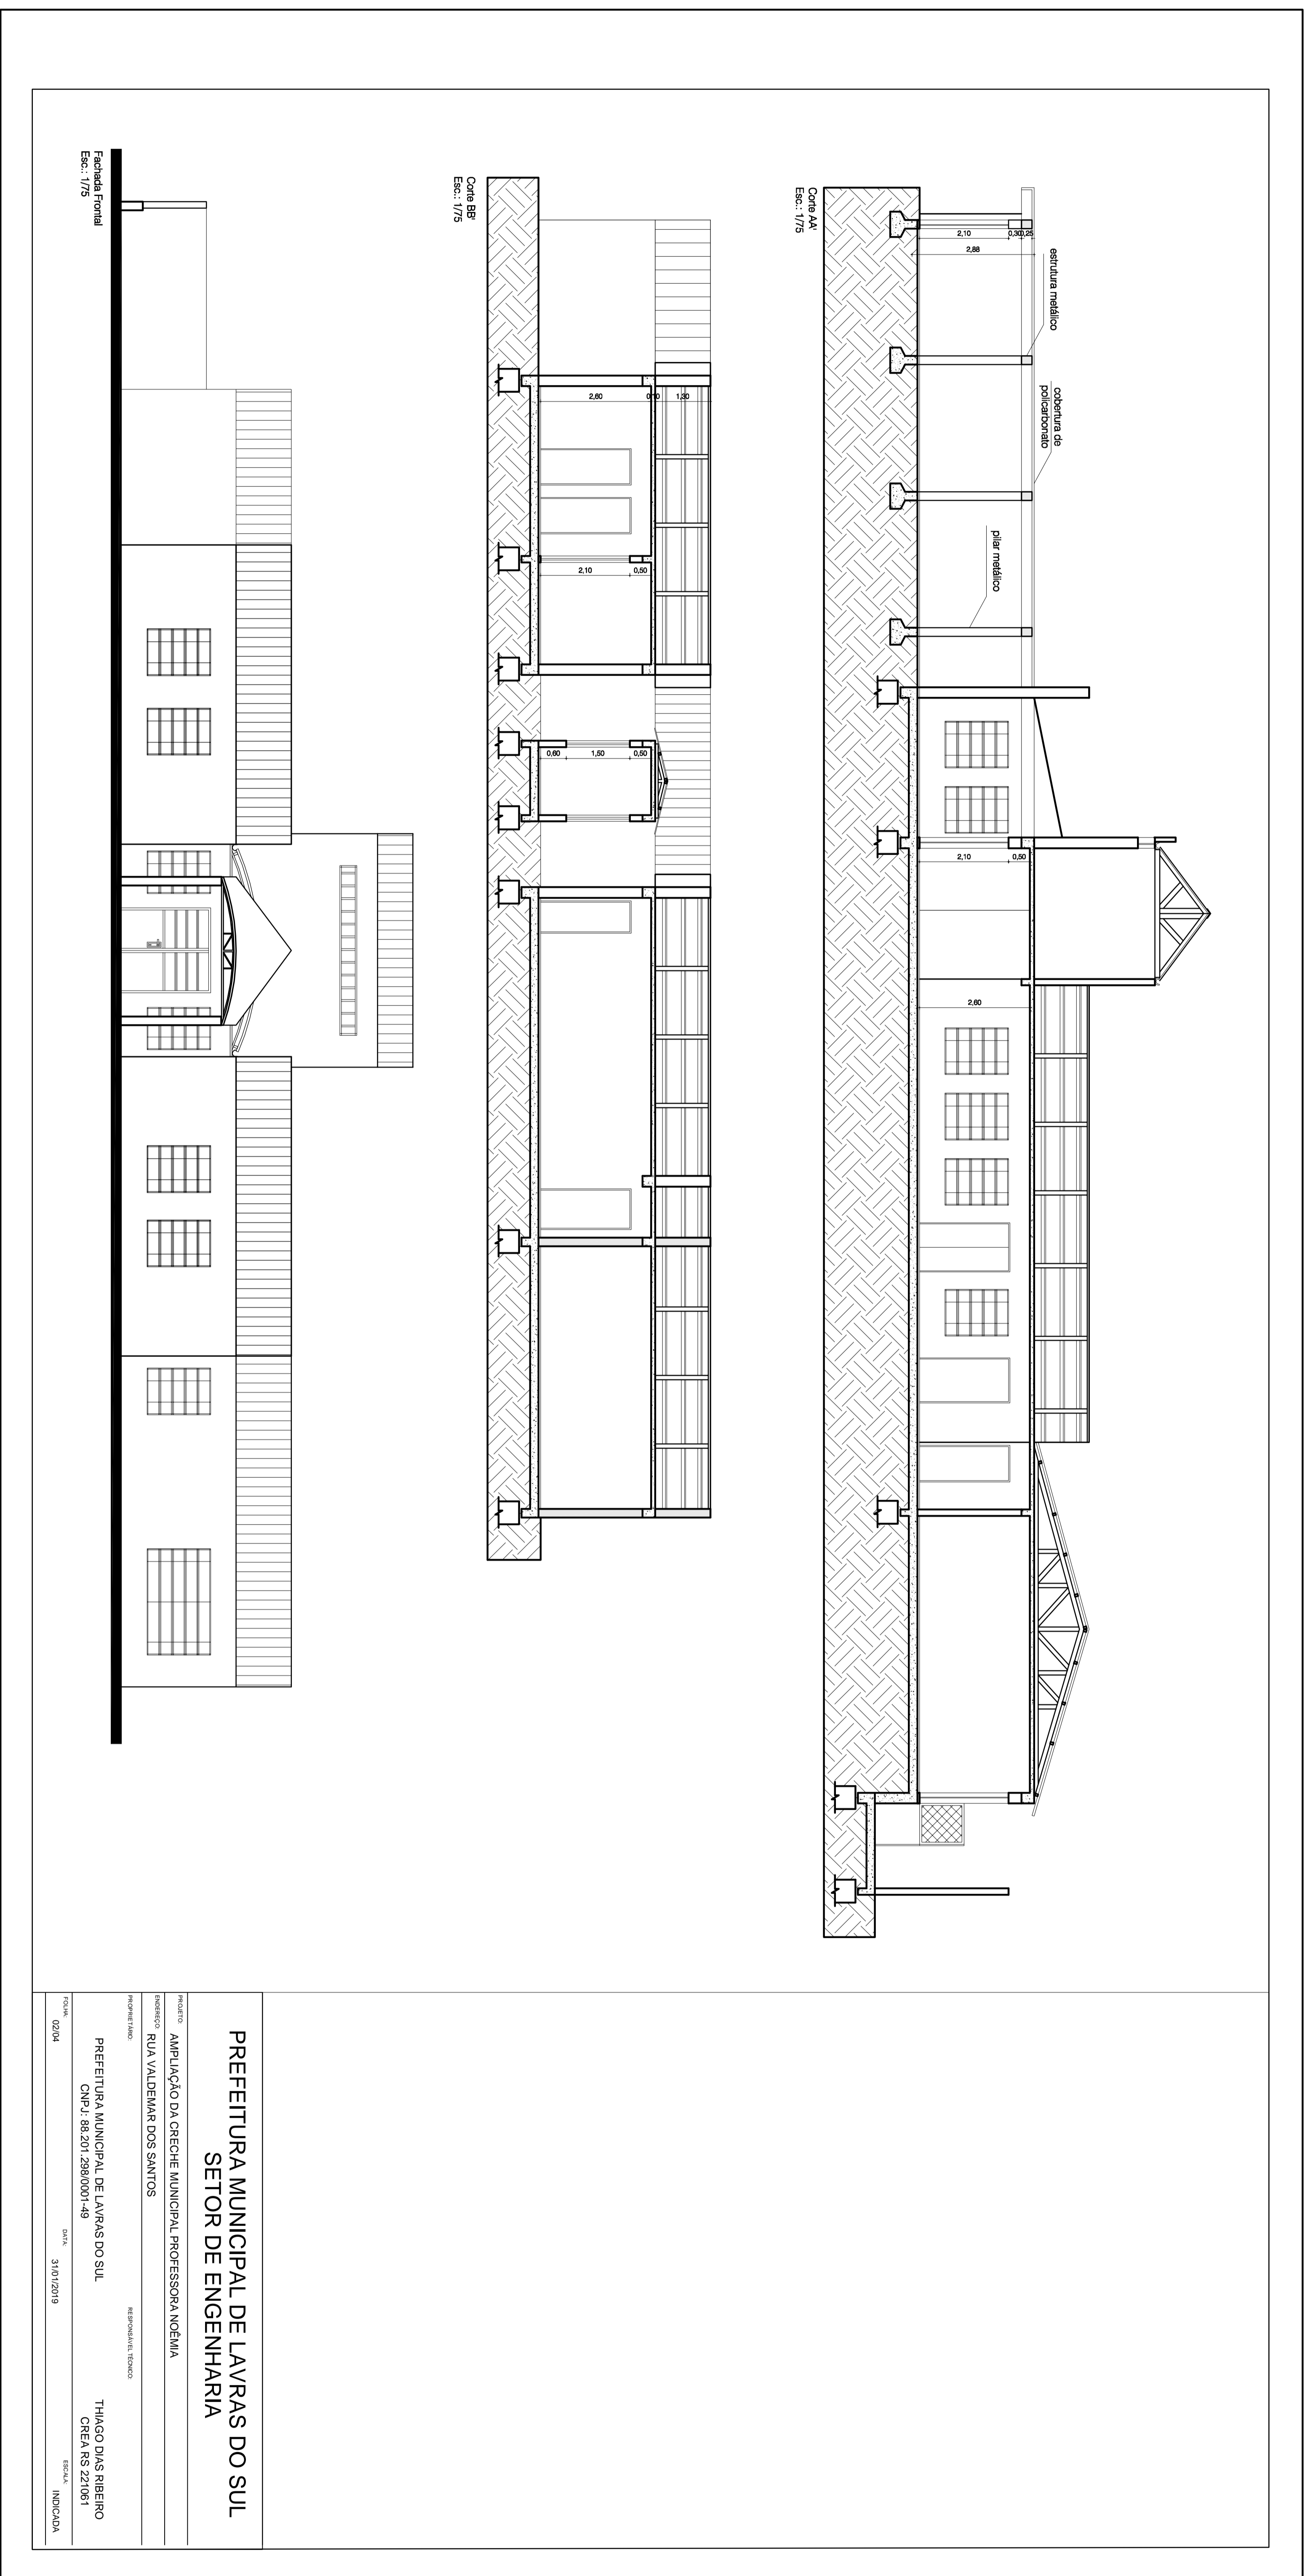 estrutura metálico
cobertura de
policarbonato
pilar metálico
2,10
0,30
0,25
2,88
2,10
0,50
2,60
Corte AA'
Esc.: 1/75
2,60
0,10
1,30
2,10
0,50
0,60
1,50
0,50
Corte BB'
Esc.: 1/75
Fachada Frontal
Esc.: 1/75
PREFEITURA MUNICIPAL DE LAVRAS DO SUL
SETOR DE ENGENHARIA
PROJETO: AMPLIAÇÃO DA CRECHE MUNICIPAL PROFESSORA NOÊMIA
ENDEREÇO: RUA VALDEMAR DOS SANTOS
PROPRIETÁRIO: RESPONSÁVEL TÉCNICO:
PREFEITURA MUNICIPAL DE LAVRAS DO SUL THIAGO DIAS RIBEIRO
CNPJ: 88.201.298/0001-49 CREA RS 221061
FOLHA: 02/04 DATA: 31/01/2019 ESCALA: INDICADA